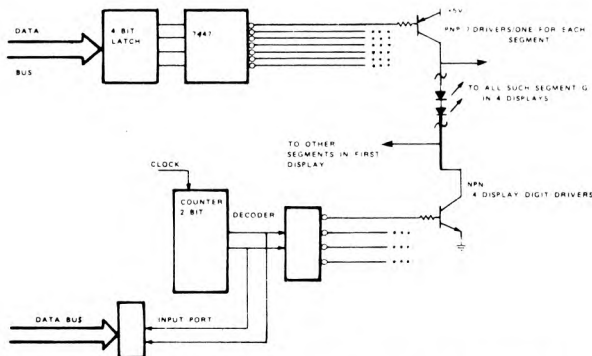 DATA
BUS
4 BIT
LATCH
7447
+5V
PNP 7 DRIVERS/ONE FOR EACH
SEGMENT
TO ALL SUCH SEGMENT G
IN 4 DISPLAYS
TO OTHER
SEGMENTS IN FIRST
DISPLAY
CLOCK
COUNTER
2 BIT
DECODER
NPN
4 DISPLAY DIGIT DRIVERS
DATA BUS
INPUT PORT